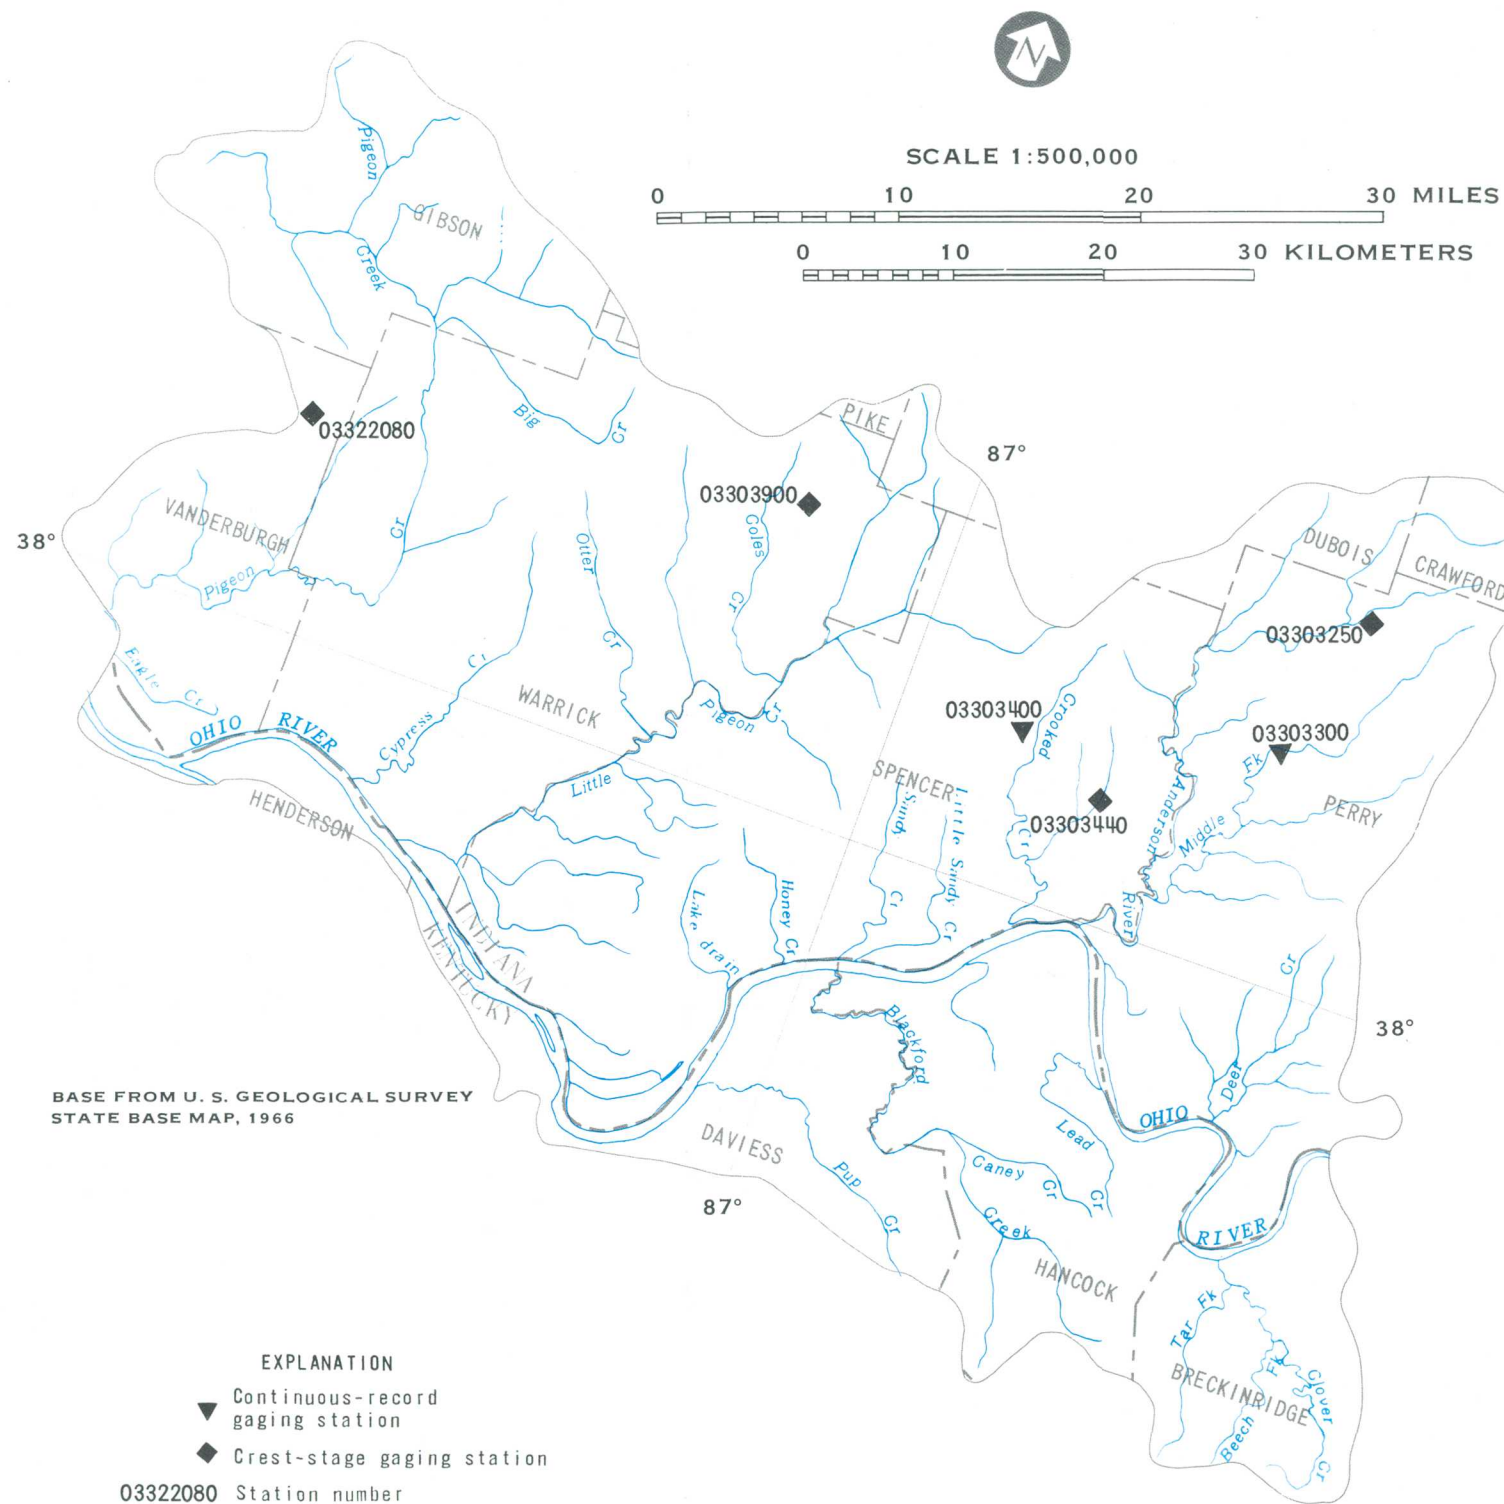 N
SCALE 1:500,000
0 10 20 30 MILES
0 10 20 30 KILOMETERS
Pigeon
GIBSON
Creek
Big
Cr
03322080
PIKE
87°
03303900
VANDERBURGH
38°
Cr
Otter
Coles
DUBOIS
CRAWFORD
Pigeon
Cr
Cr
03303250
Eagle
Cr
Cr
WARRICK
Pigeon
Cr
Crooked
03303400
03303300
OHIO RIVER
Cypress
Little
SPENCER
Fk
Anderson
PERRY
HENDERSON
Sandy
Little Sandy Cr
03303440
Cr
Middle
Lake drain
Honey Cr
Cr
River
INDIANA
KENTUCKY
Cr
Blackford
38°
Deer
BASE FROM U. S. GEOLOGICAL SURVEY
STATE BASE MAP, 1966
OHIO
DAVIESS
Lead
Pup
Caney
Cr
Cr
87°
Cr
Creek
RIVER
HANCOCK
Tar Fk
BRECKINRIDGE
Fk
Clover
Beech
Cr
EXPLANATION
Continuous-record
gaging station
Crest-stage gaging station
03322080 Station number